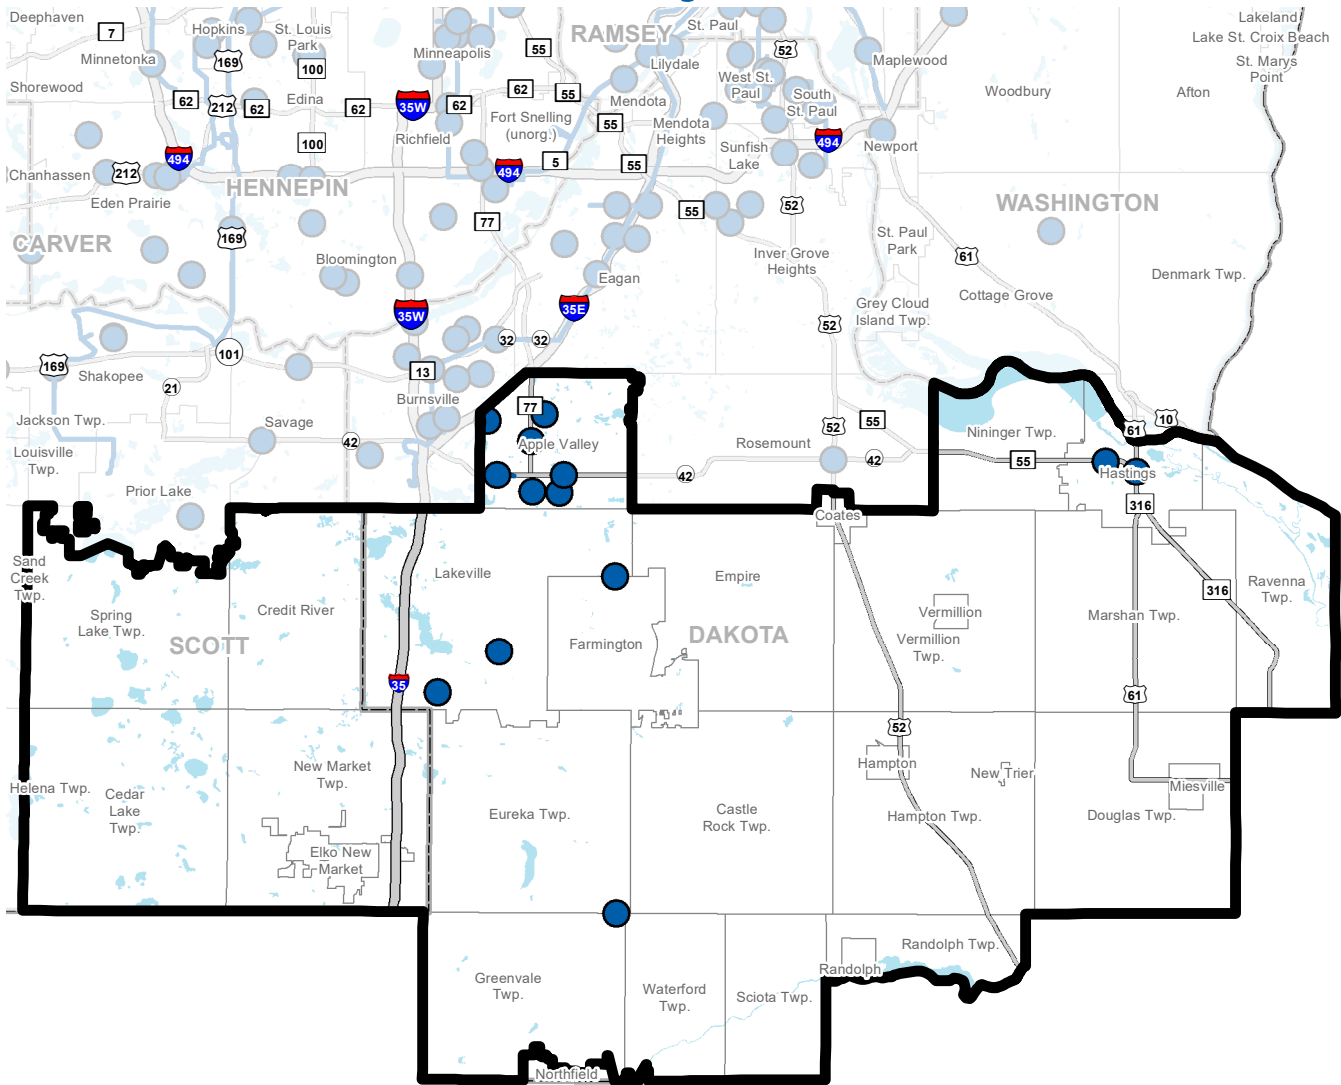 Deephaven
7
Hopkins
St. Louis
Park
55
RAMSEY
St. Paul
52
Lakeland
Lake St. Croix Beach
St. Marys
Point
Minnetonka
169
100
Minneapolis
Lilydale
Maplewood
Shorewood
62
212
62
Edina
62
35W
62
62
55
Mendota
West St.
Paul
South
St. Paul
Woodbury
Afton
Richfield
Fort Snelling
(unorg.)
55
Mendota
Heights
494
100
494
5
55
Sunfish
Lake
494
Newport
Chanhassen
212
Eden Prairie
HENNEPIN
77
55
52
WASHINGTON
CARVER
169
Bloomington
St. Paul
Park
61
Inver Grove
Heights
Eagan
Denmark Twp.
Cottage Grove
35W
35E
Grey Cloud
Island Twp.
52
32
32
101
169
Shakopee
21
13
Burnsville
77
Jackson Twp.
Savage
42
Apple Valley
Rosemount
52
55
42
42
Nininger Twp.
55
61
10
Hastings
Louisville
Twp.
Prior Lake
316
Coates
Sand
Creek
Twp.
Lakeville
Empire
Spring
Lake Twp.
Credit River
SCOTT
Farmington
DAKOTA
Vermillion
Vermillion
Twp.
Marshan Twp.
316
Ravenna
Twp.
35
61
52
Helena Twp.
Cedar
Lake
Twp.
New Market
Twp.
Hampton
New Trier
Miesville
Elko New
Market
Eureka Twp.
Castle
Rock Twp.
Hampton Twp.
Douglas Twp.
Greenvale
Twp.
Waterford
Twp.
Sciota Twp.
Randolph
Randolph Twp.
Northfield